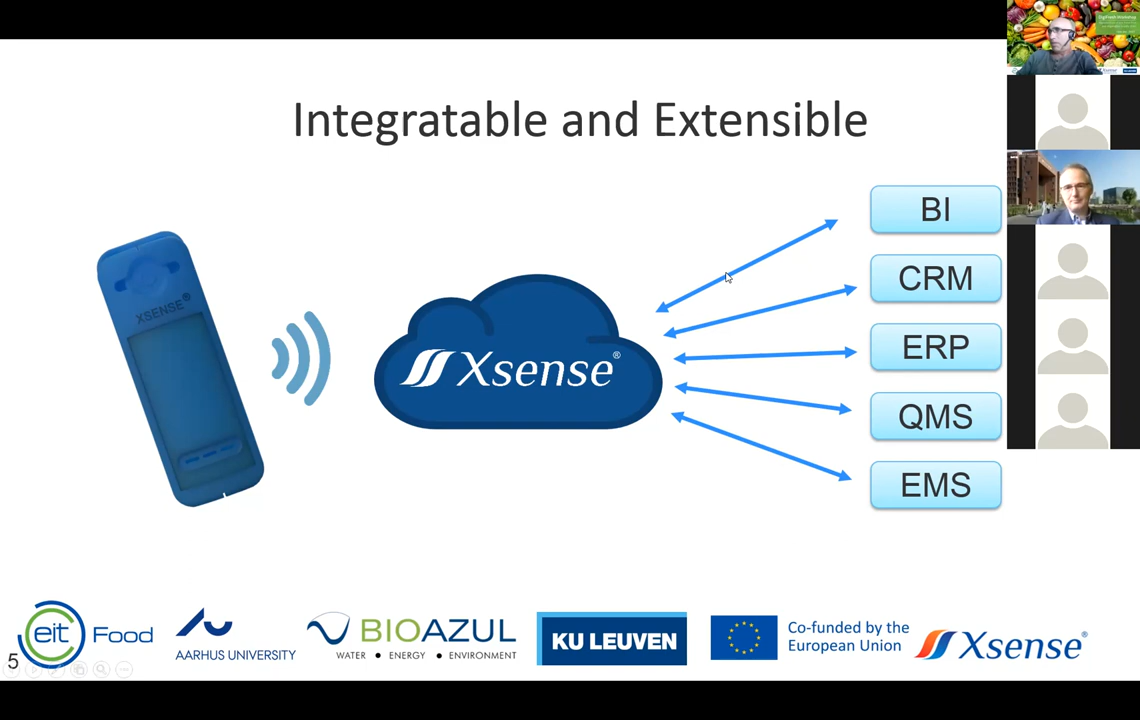 Integratable and Extensible
XSENSE®
Xsense®
BI
CRM
ERP
QMS
EMS
5
eit Food
AARHUS UNIVERSITY
BIOAZUL
WATER • ENERGY • ENVIRONMENT
KU LEUVEN
Co-funded by the
European Union
Xsense®